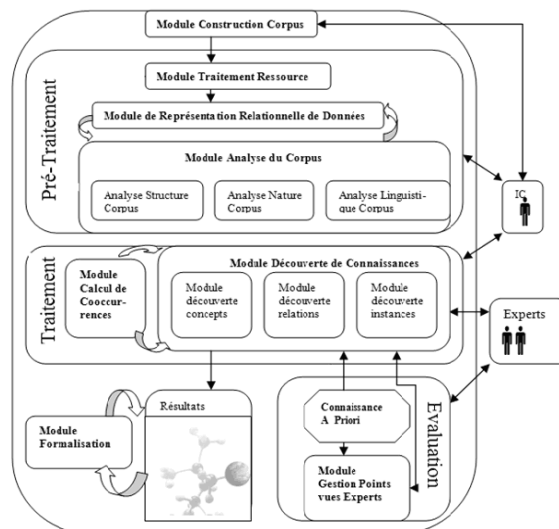 Module Construction Corpus
Pré-Traitement
Module Traitement Ressource
Module de Représentation Relationnelle de Données
Module Analyse du Corpus
Analyse Structure
Corpus
Analyse Nature
Corpus
Analyse Linguisti-
que Corpus
IC
Traitement
Module
Calcul de
Cooccur-
rences
Module Découverte de Connaissances
Module
découverte
concepts
Module
découverte
relations
Module
découverte
instances
Experts
Module
Formalisation
Résultats
Connaissance
A Priori
Module
Gestion Points
vues Experts
Evaluation